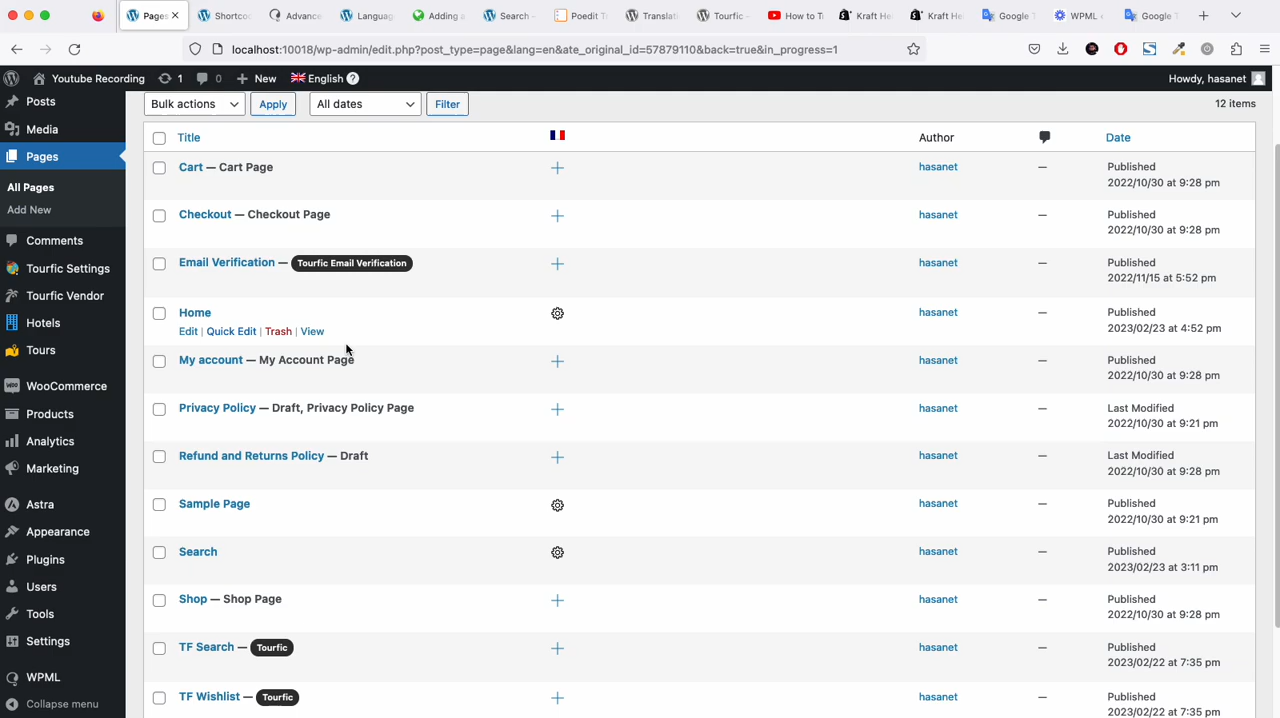 Pages
Shortco
Advance
Languag
Adding a
Search -
Poedit T
Translati
Tourfic -
How to T
Kraft He
Kraft He
Google T
WPML
Google T
localhost:10018/wp-admin/edit.php?post_type=page&lang=en&ate_original_id=57879110&back=true&in_progress=1
Youtube Recording 1 0 New English Howdy, hasanet
Posts
Media
Pages
All Pages
Add New
Comments
Tourfic Settings
Tourfic Vendor
Hotels
Tours
WooCommerce
Products
Analytics
Marketing
Astra
Appearance
Plugins
Users
Tools
Settings
WPML
Collapse menu
Bulk actions Apply All dates Filter 12 items
Title Author Date
Cart — Cart Page hasanet — Published
2022/10/30 at 9:28 pm
Checkout — Checkout Page hasanet — Published
2022/10/30 at 9:28 pm
Email Verification — Tourfic Email Verification hasanet — Published
2022/11/15 at 5:52 pm
Home hasanet — Published
Edit | Quick Edit | Trash | View 2023/02/23 at 4:52 pm
My account — My Account Page hasanet — Published
2022/10/30 at 9:28 pm
Privacy Policy — Draft, Privacy Policy Page hasanet — Last Modified
2022/10/30 at 9:21 pm
Refund and Returns Policy — Draft hasanet — Last Modified
2022/10/30 at 9:28 pm
Sample Page hasanet — Published
2022/10/30 at 9:21 pm
Search hasanet — Published
2023/02/23 at 3:11 pm
Shop — Shop Page hasanet — Published
2022/10/30 at 9:28 pm
TF Search — Tourfic hasanet — Published
2023/02/22 at 7:35 pm
TF Wishlist — Tourfic hasanet — Published
2023/02/22 at 7:35 pm